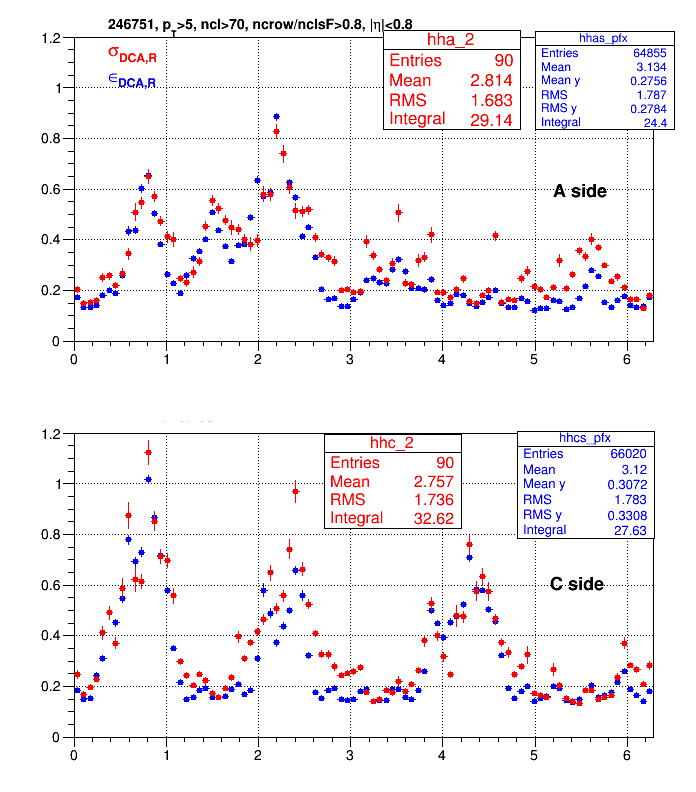 246751, p_T>5, ncl>70, ncrow/nclsF>0.8, |η|<0.8
σDCA,R
ϵDCA,R
hha_2
Entries 90
Mean 2.814
RMS 1.683
Integral 29.14
hhas_pfx
Entries 64855
Mean 3.134
Mean y 0.2756
RMS 1.787
RMS y 0.2784
Integral 24.4
A side
1.2
1
0.8
0.6
0.4
0.2
0
0 1 2 3 4 5 6
hhc_2
Entries 90
Mean 2.757
RMS 1.736
Integral 32.62
hhcs_pfx
Entries 66020
Mean 3.12
Mean y 0.3072
RMS 1.783
RMS y 0.3308
Integral 27.63
C side
1.2
1
0.8
0.6
0.4
0.2
0
0 1 2 3 4 5 6